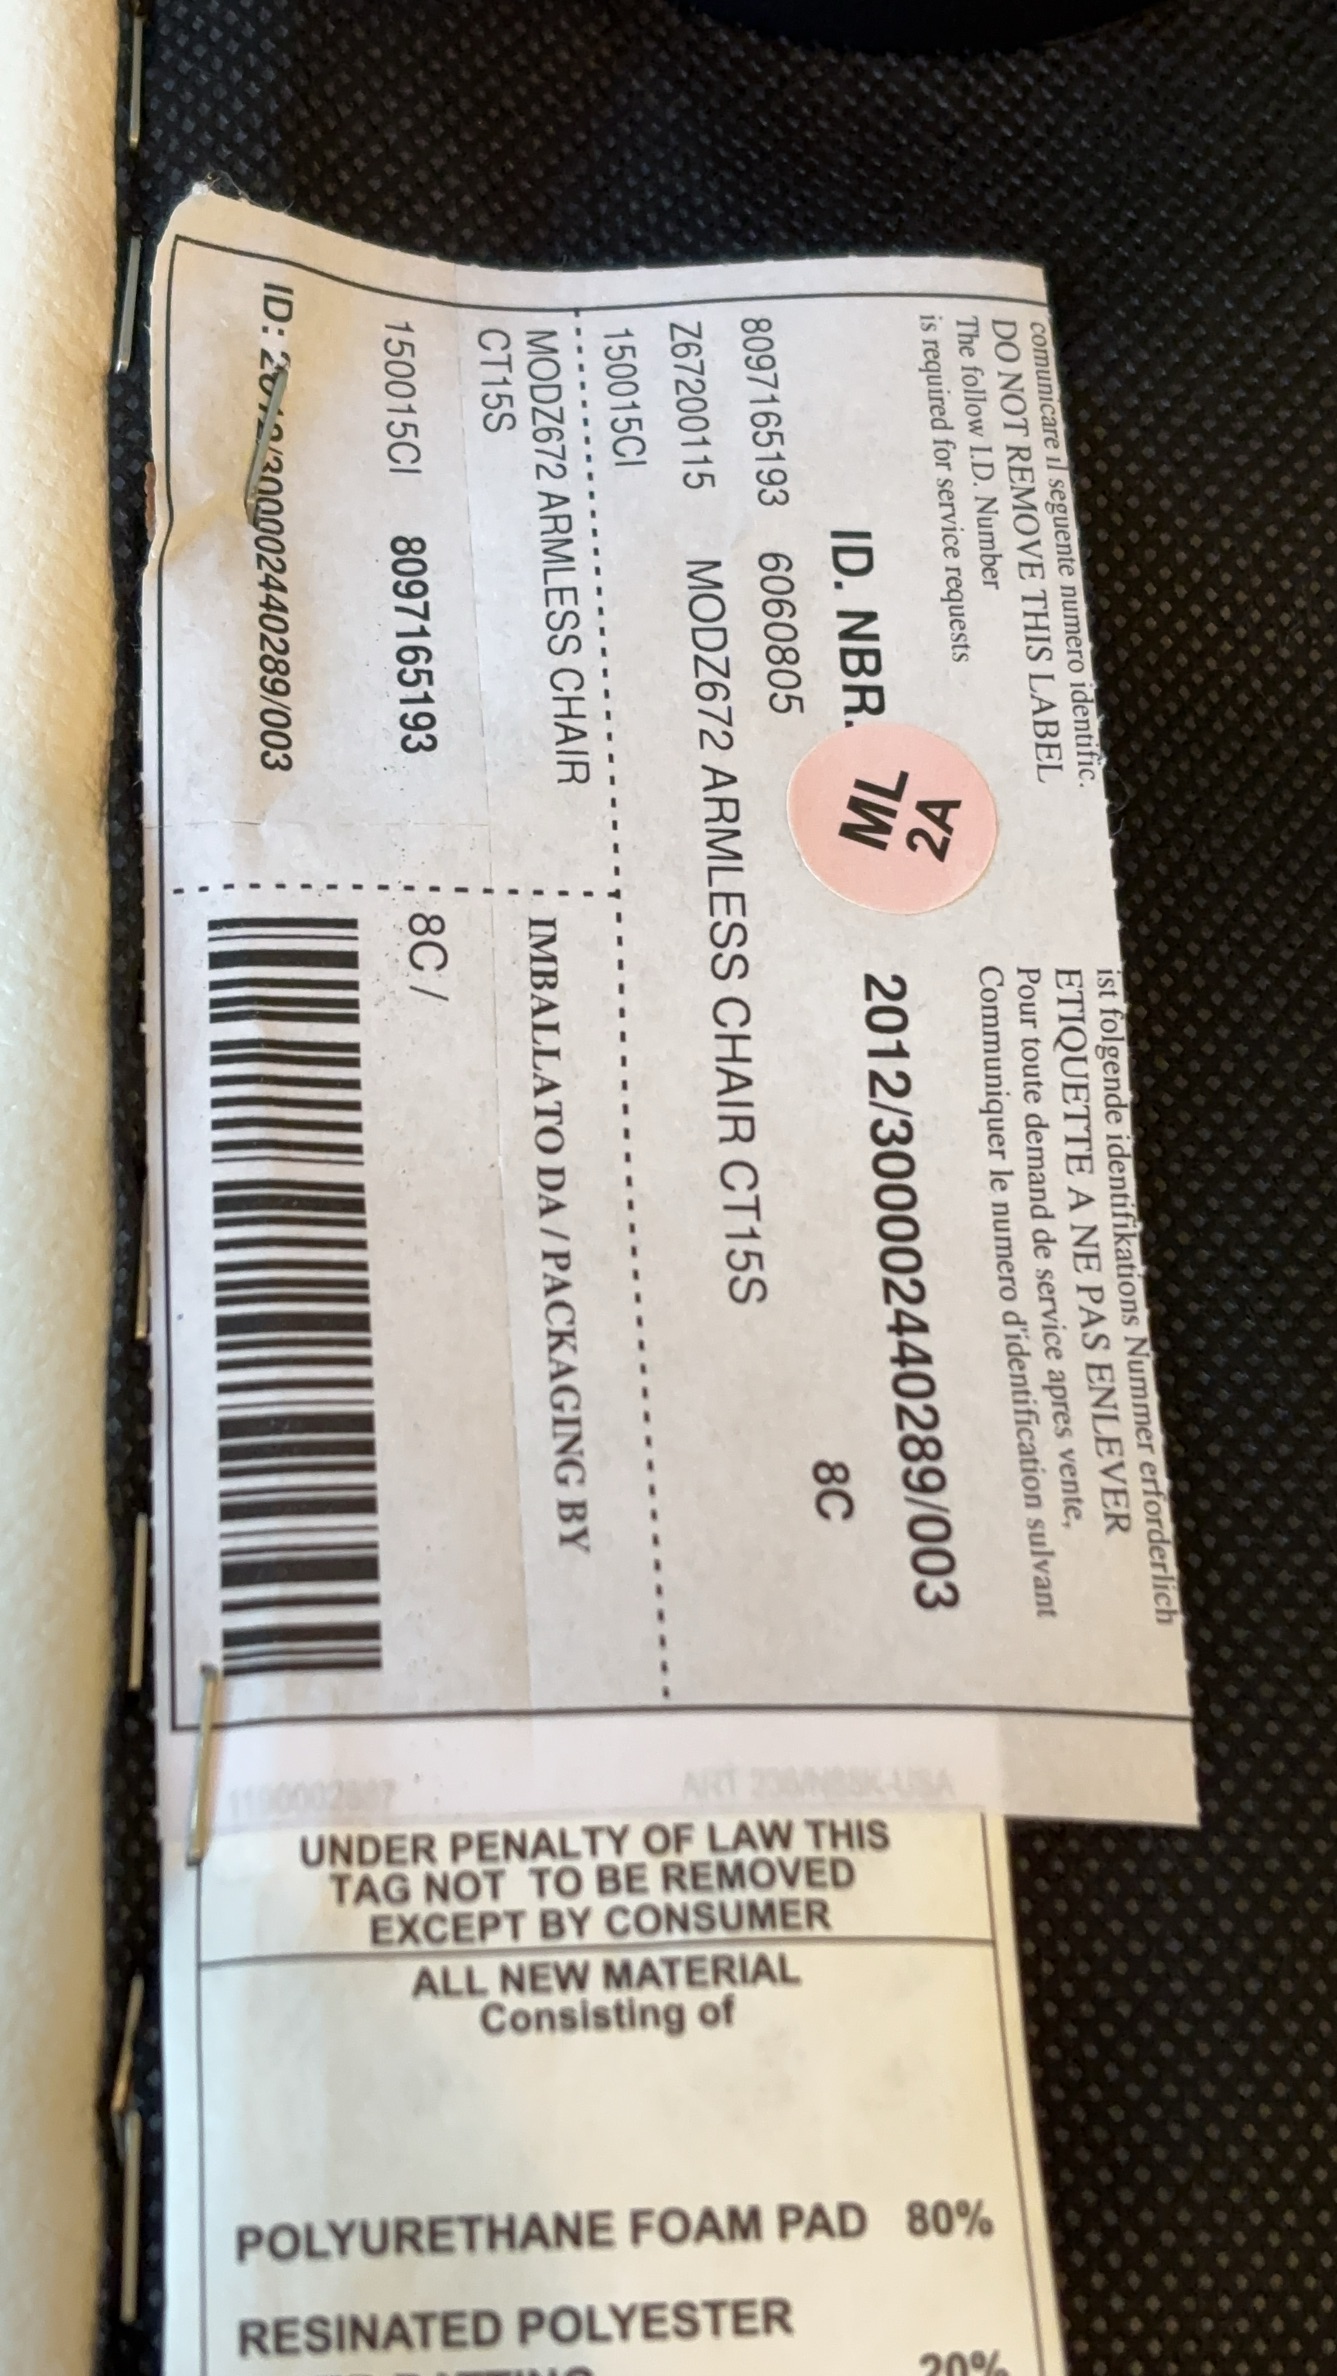 comunicare il seguente numero identific.
DO NOT REMOVE THIS LABEL
The follow I.D. Number
is required for service requests
ist folgende identifikations Nummer erforderlich
ETIQUETTE A NE PAS ENLEVER
Pour toute demand de service apres vente,
Communiquer le numero d'identification sulvant
ID. NBR. 2012/300002440289/003
2A
ML
8097165193 6060805 8C
Z67200115 MODZ672 ARMLESS CHAIR CT15S
150015CI
MODZ672 ARMLESS CHAIR
CT15S
IMBALLATO DA / PACKAGING BY
150015CI 8097165193
8C /
ID: 2012/300002440289/003
ART
UNDER PENALTY OF LAW THIS
TAG NOT TO BE REMOVED
EXCEPT BY CONSUMER
ALL NEW MATERIAL
Consisting of
POLYURETHANE FOAM PAD 80%
RESINATED POLYESTER
20%